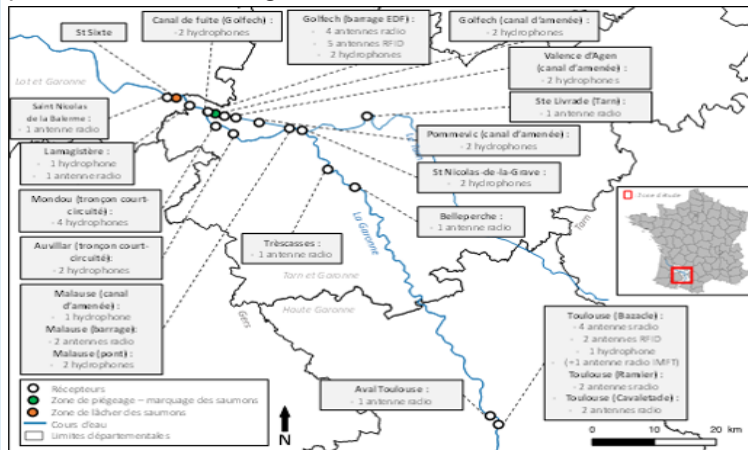 St Sixte
Canal de fuite (Golfech) :
-2 hydrophones
Golfech (barrage EDF) :
- 4 antennes radio
- 5 antennes RFID
- 2 hydrophones
Golfech (canal d'amenée) :
- 2 hydrophones
Valence d'Agen
(canal d'amenée) :
- 2 hydrophones
Lot et Garonne
Saint Nicolas
de la Balerme :
- 1 antenne radio
Ste Livrade (Tarn) :
- 1 antenne radio
Pommevic (canal d'amenée) :
- 2 hydrophones
Lamagistère :
- 1 hydrophone
- 1 antenne radio
St Nicolas-de-la-Grave :
- 2 hydrophones
Mondou (tronçon court-
circuité) :
- 4 hydrophones
Belleperche :
- 1 antenne radio
La Garonne
Tarn
Zone d'étude
Auvillar (tronçon court-
circuité):
- 2 hydrophones
Trèscasses :
- 1 antenne radio
Tarn et Garonne
Haute Garonne
Gers
Malause (canal
d'amenée) :
- 1 hydrophone
Malause (barrage) :
- 2 antennes radio
Malause (pont) :
- 2 hydrophones
Toulouse (Bazacle) :
- 4 antennes radio
- 2 antennes RFID
- 1 hydrophone
- (+1 antenne radio IMFT)
Toulouse (Ramier) :
- 2 antennes radio
- Toulouse (Cavaletade) :
- 2 antennes radio
Aval Toulouse :
- 1 antenne radio
Récepteurs
Zone de piégeage – marquage des saumons
Zone de lâcher des saumons
Cours d'eau
Limites départementales
N
0 10 20 km